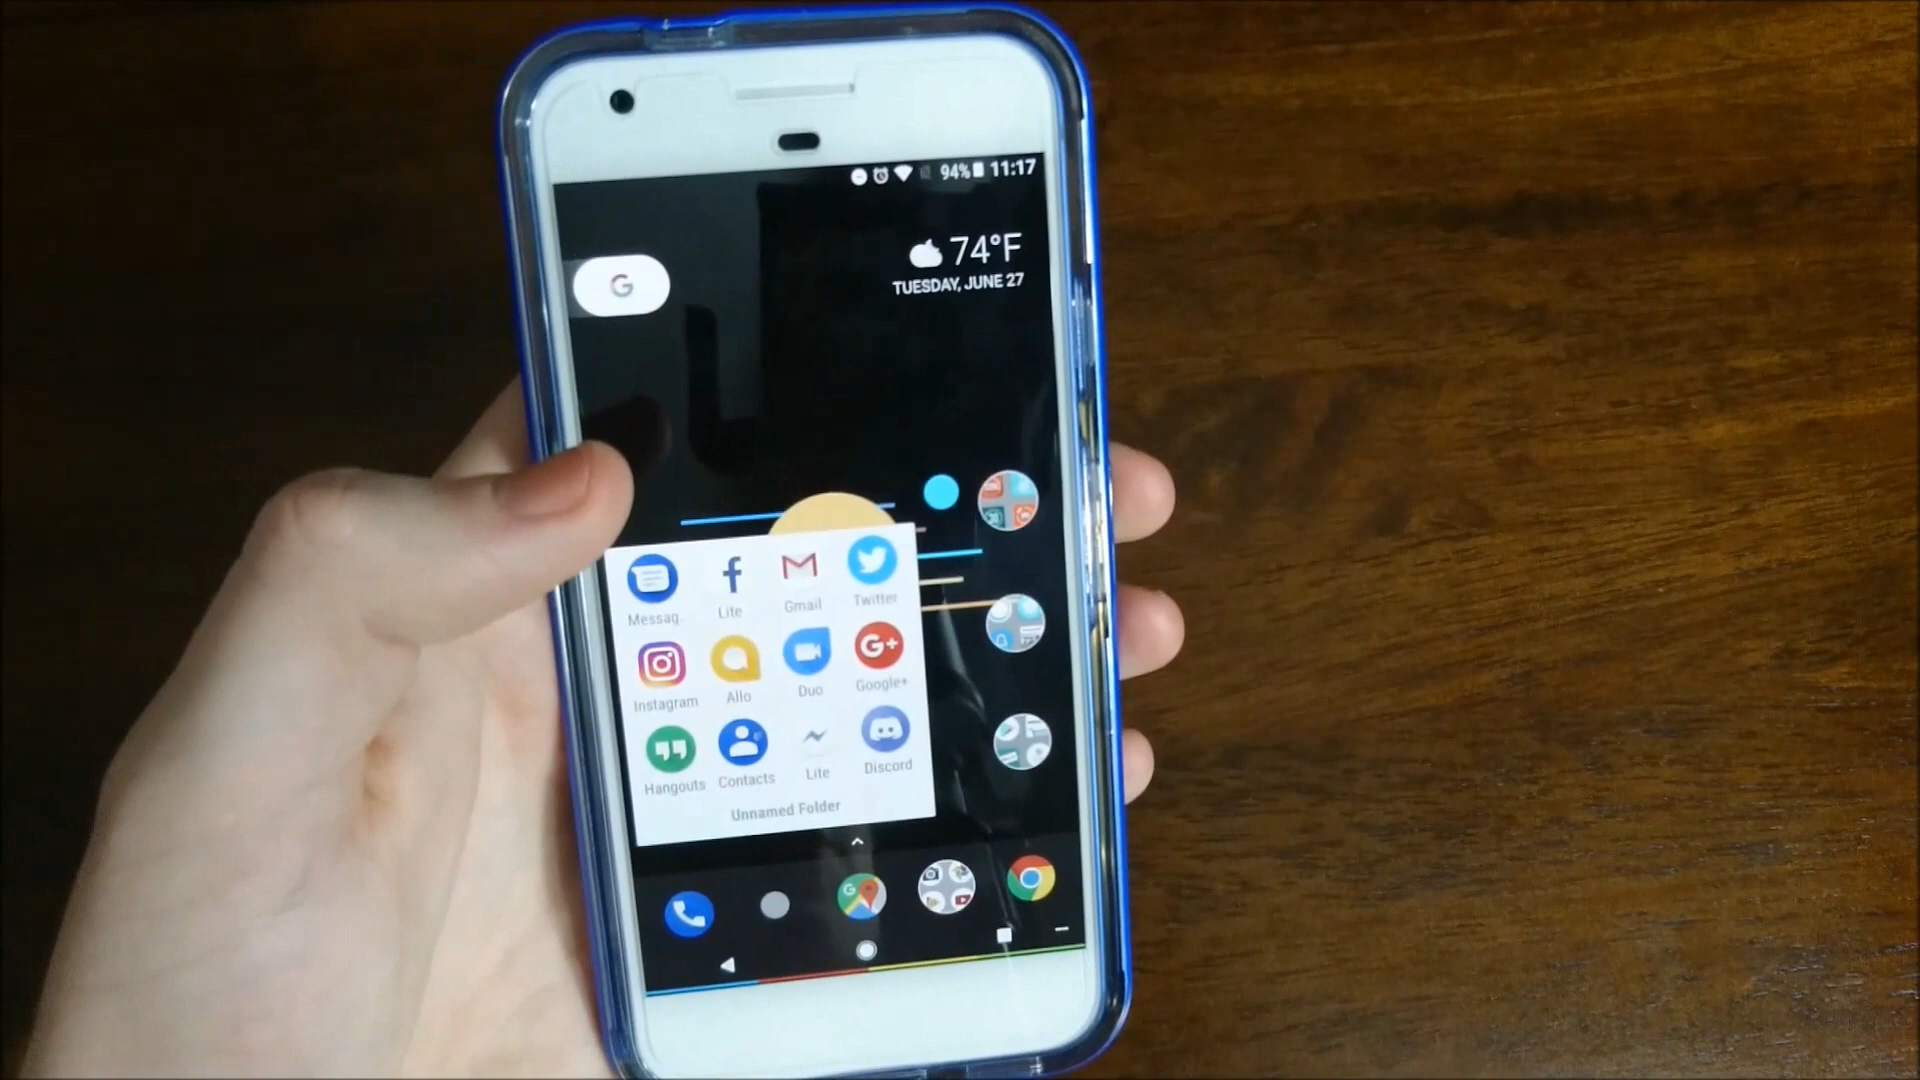 94% 11:17
G
74°F
TUESDAY, JUNE 27
Messag..
Lite
Gmail
Twitter
Instagram
Allo
Duo
Google+
Hangouts
Contacts
Lite
Discord
Unnamed Folder